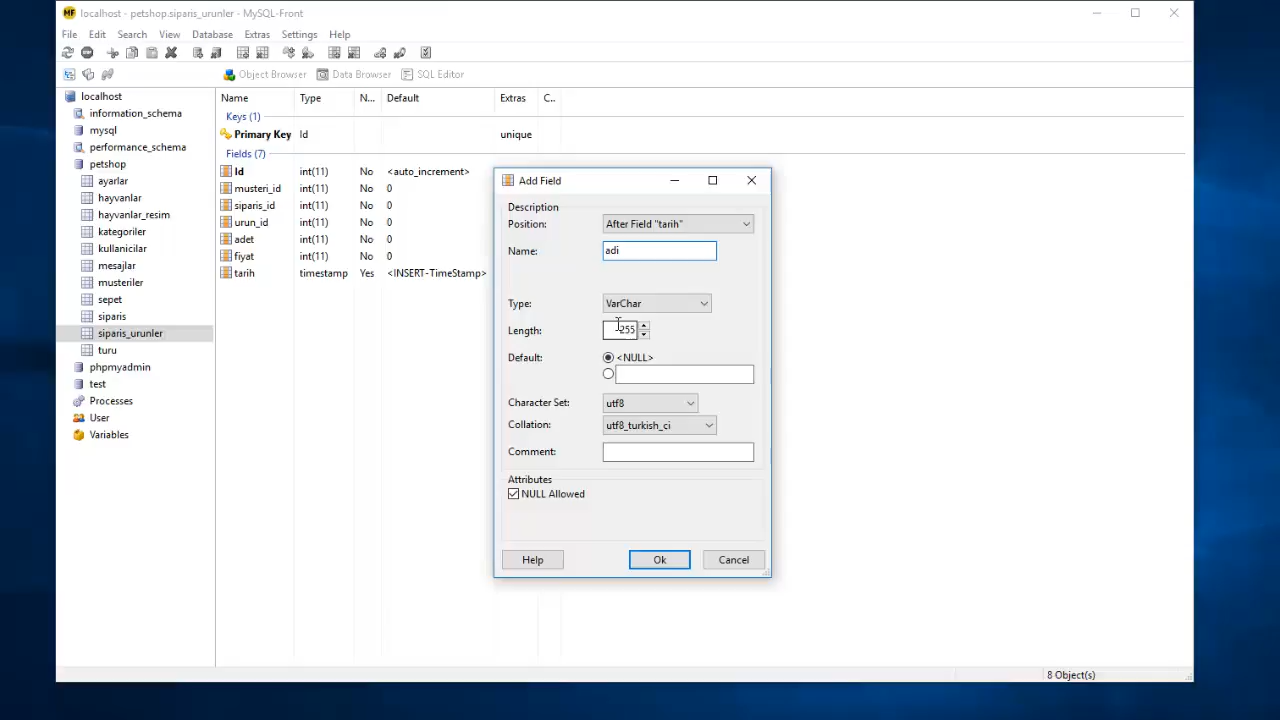 MF localhost - petshop.siparis_urunler - MySQL-Front
File Edit Search View Database Extras Settings Help
Object Browser Data Browser SQL Editor
localhost
information_schema
mysql
performance_schema
petshop
ayarlar
hayvanlar
hayvanlar_resim
kategoriler
kullanicilar
mesajlar
musteriler
sepet
siparis
siparis_urunler
turu
phpmyadmin
test
Processes
User
Variables
Name Type N... Default Extras C..
Keys (1)
Primary Key Id unique
Fields (7)
Id int(11) No <auto_increment>
musteri_id int(11) No 0
siparis_id int(11) No 0
urun_id int(11) No 0
adet int(11) No 0
fiyat int(11) No 0
tarih timestamp Yes <INSERT-TimeStamp>
Add Field
Description
Position: After Field "tarih"
Name: adi
Type: VarChar
Length: 255
Default: <NULL>
Character Set: utf8
Collation: utf8_turkish_ci
Comment:
Attributes
NULL Allowed
Help Ok Cancel
8 Object(s)